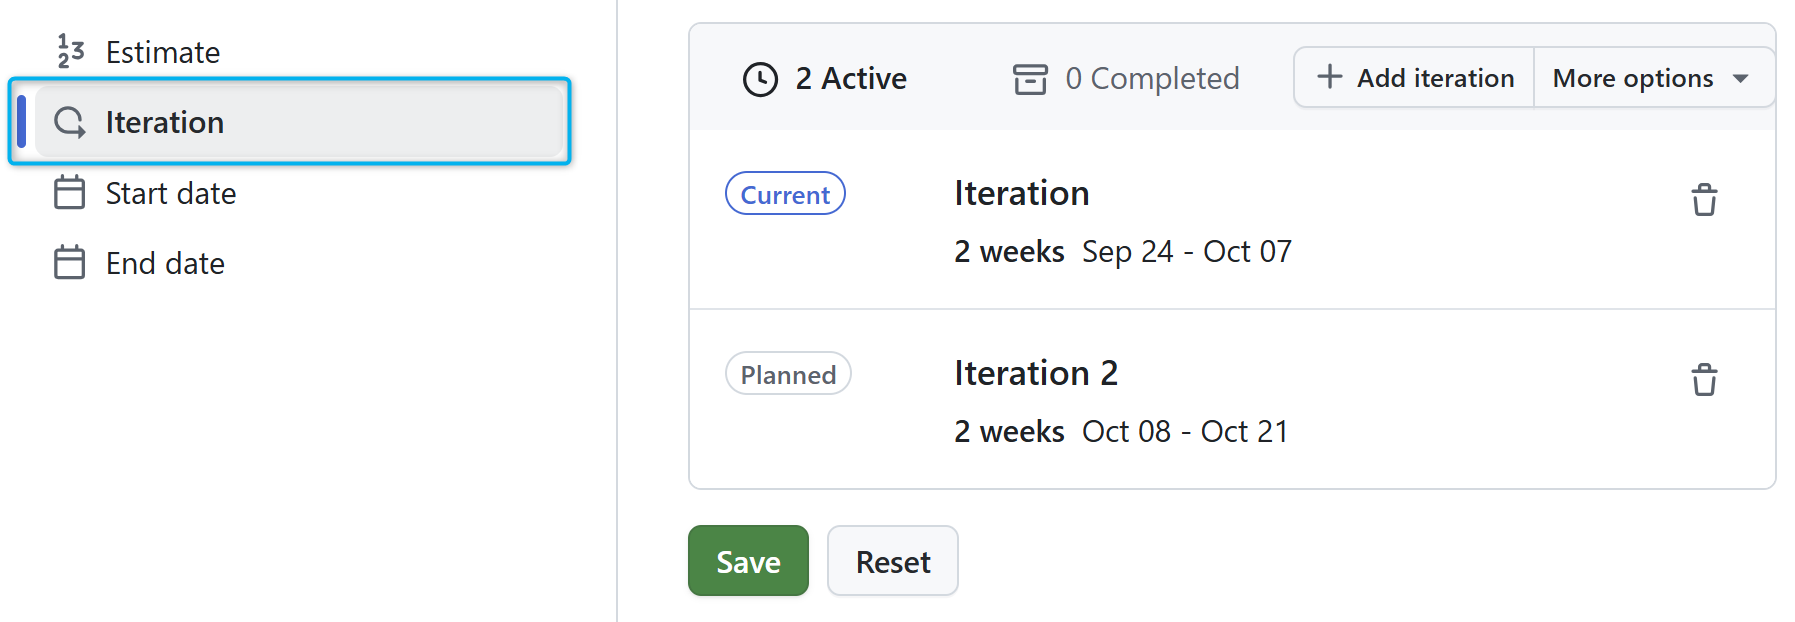 Estimate
Iteration
Start date
End date
2 Active
0 Completed
Add iteration
More options
Current
Iteration
2 weeks Sep 24 - Oct 07
Planned
Iteration 2
2 weeks Oct 08 - Oct 21
Save
Reset